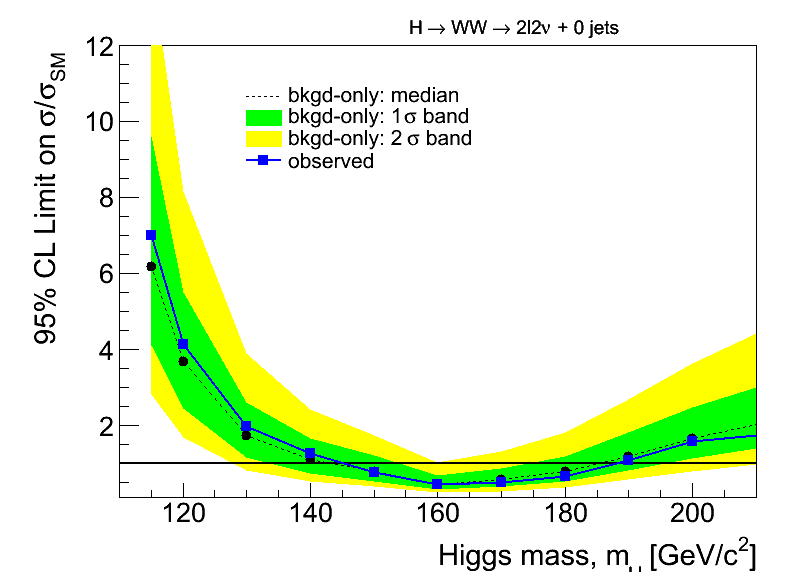 H → WW → 2l2ν + 0 jets
95% CL Limit on σ/σSM
12
10
8
6
4
2
bkgd-only: median
bkgd-only: 1 σ band
bkgd-only: 2 σ band
observed
120 140 160 180 200
Higgs mass, mH [GeV/c²]